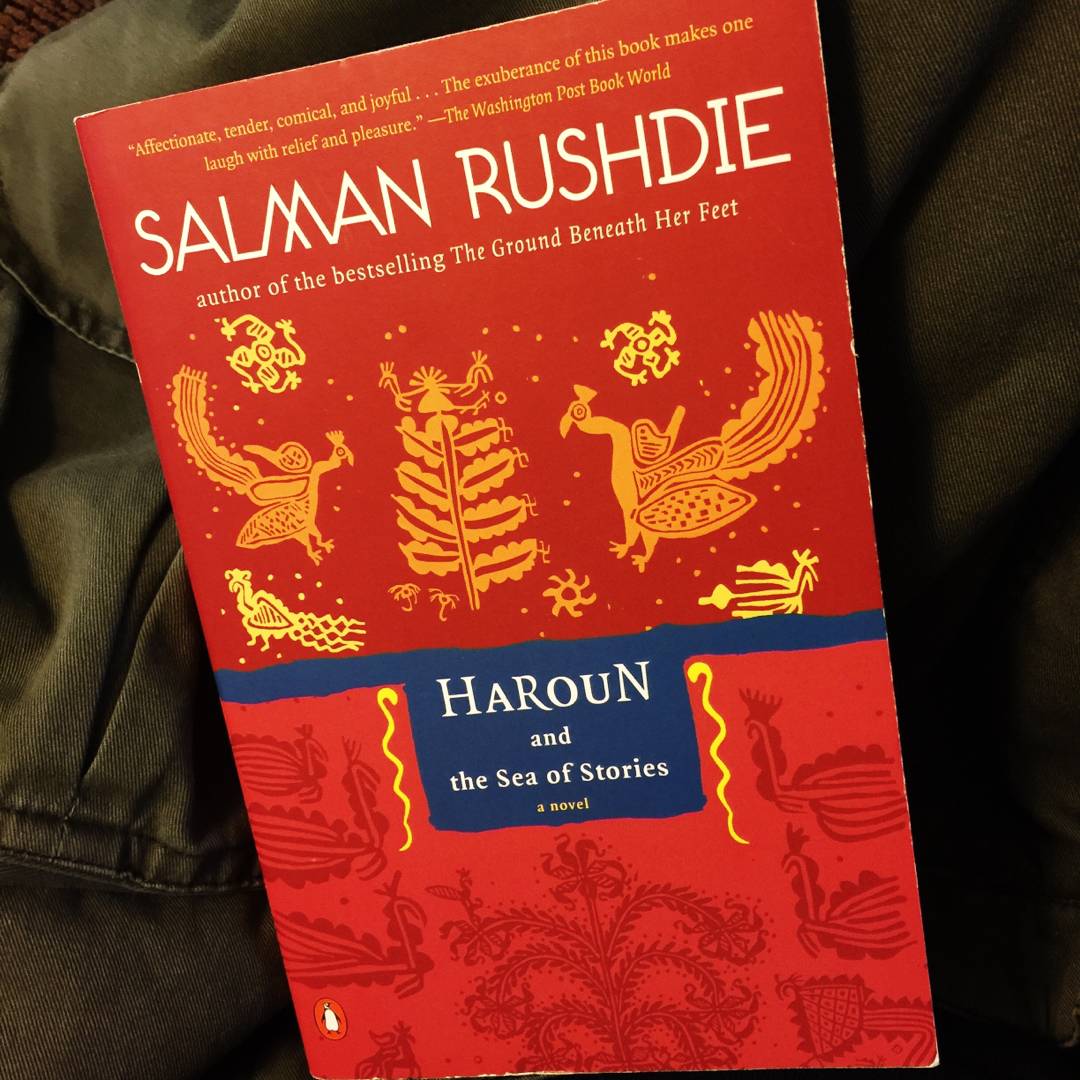 “Affectionate, tender, comical, and joyful . . . The exuberance of this book makes one
laugh with relief and pleasure.” —The Washington Post Book World
SALMAN RUSHDIE
author of the bestselling The Ground Beneath Her Feet
HAROUN
and
the Sea of Stories
a novel